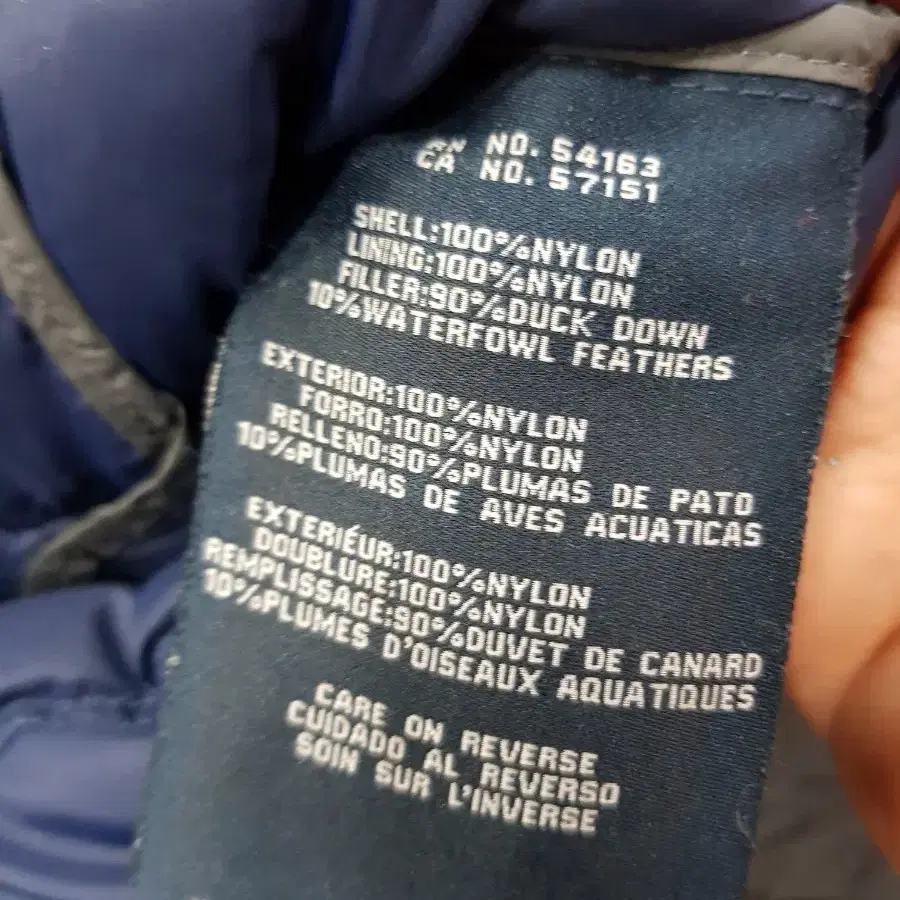 RN NO. 54163
CA NO. 57151
SHELL:100%NYLON
LINING:100%NYLON
FILLER:90%DUCK DOWN
10%WATERFOWL FEATHERS
EXTERIOR:100%NYLON
FORRO:100%NYLON
RELLENO:90%PLUMAS DE PATO
10%PLUMAS DE AVES ACUATICAS
EXTERIÉUR:100%NYLON
DOUBLURE:100%NYLON
REMPLISSAGE:90%DUVET DE CANARD
10%PLUMES D'OISEAUX AQUATIQUES
CARE ON REVERSE
CUIDADO AL REVERSO
SOIN SUR L'INVERSE